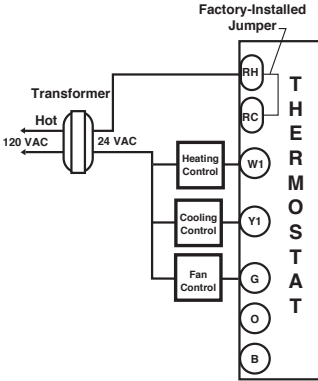 Factory-Installed
Jumper
RH
Transformer
Hot
RC
120 VAC
24 VAC
Heating
Control
W1
Cooling
Control
Y1
Fan
Control
G
O
B
THERMOSTAT